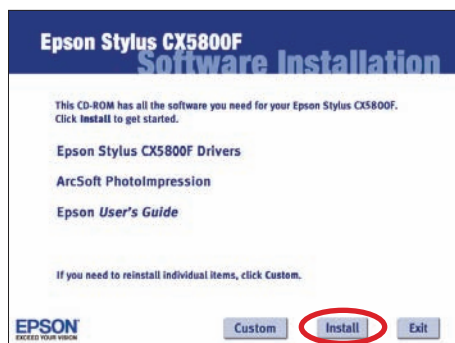 Epson Stylus CX5800F
Software Installation
This CD-ROM has all the software you need for your Epson Stylus CX5800F.
Click Install to get started.
Epson Stylus CX5800F Drivers
ArcSoft PhotoImpression
Epson User's Guide
If you need to reinstall individual items, click Custom.
EPSON
EXCEED YOUR VISION
Custom Install Exit